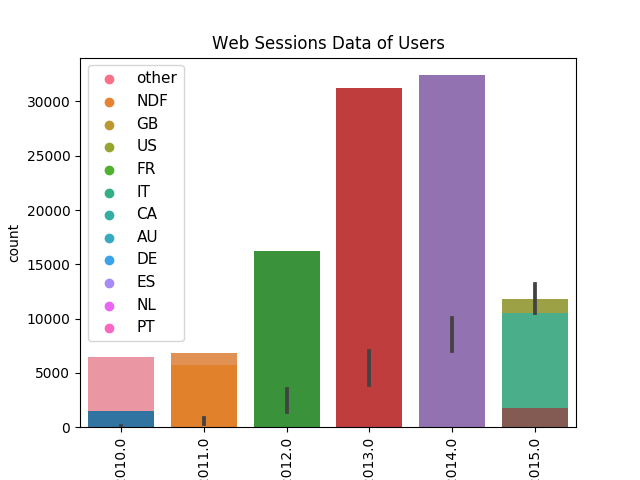 Web Sessions Data of Users
count
30000
25000
20000
15000
10000
5000
0
other
NDF
GB
US
FR
IT
CA
AU
DE
ES
NL
PT
010.0
011.0
012.0
013.0
014.0
015.0